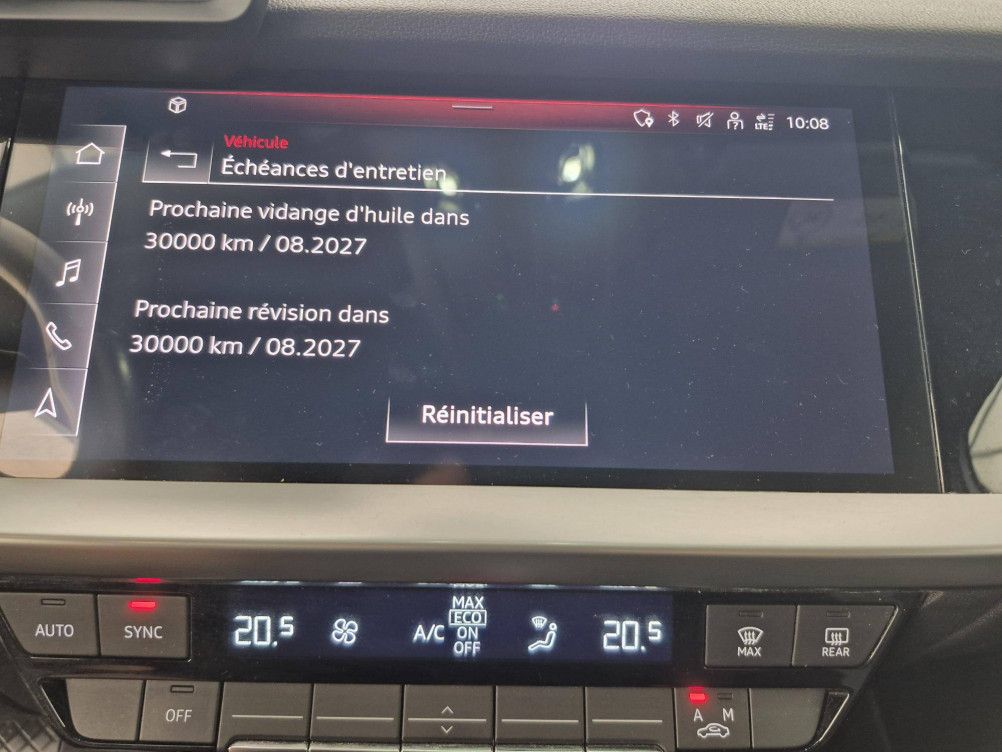 LTE 10:08
Véhicule
Échéances d'entretien
Prochaine vidange d'huile dans
30000 km / 08.2027
Prochaine révision dans
30000 km / 08.2027
Réinitialiser
AUTO SYNC 20.5 A/C MAX ECO ON OFF 20.5 MAX REAR
OFF A M